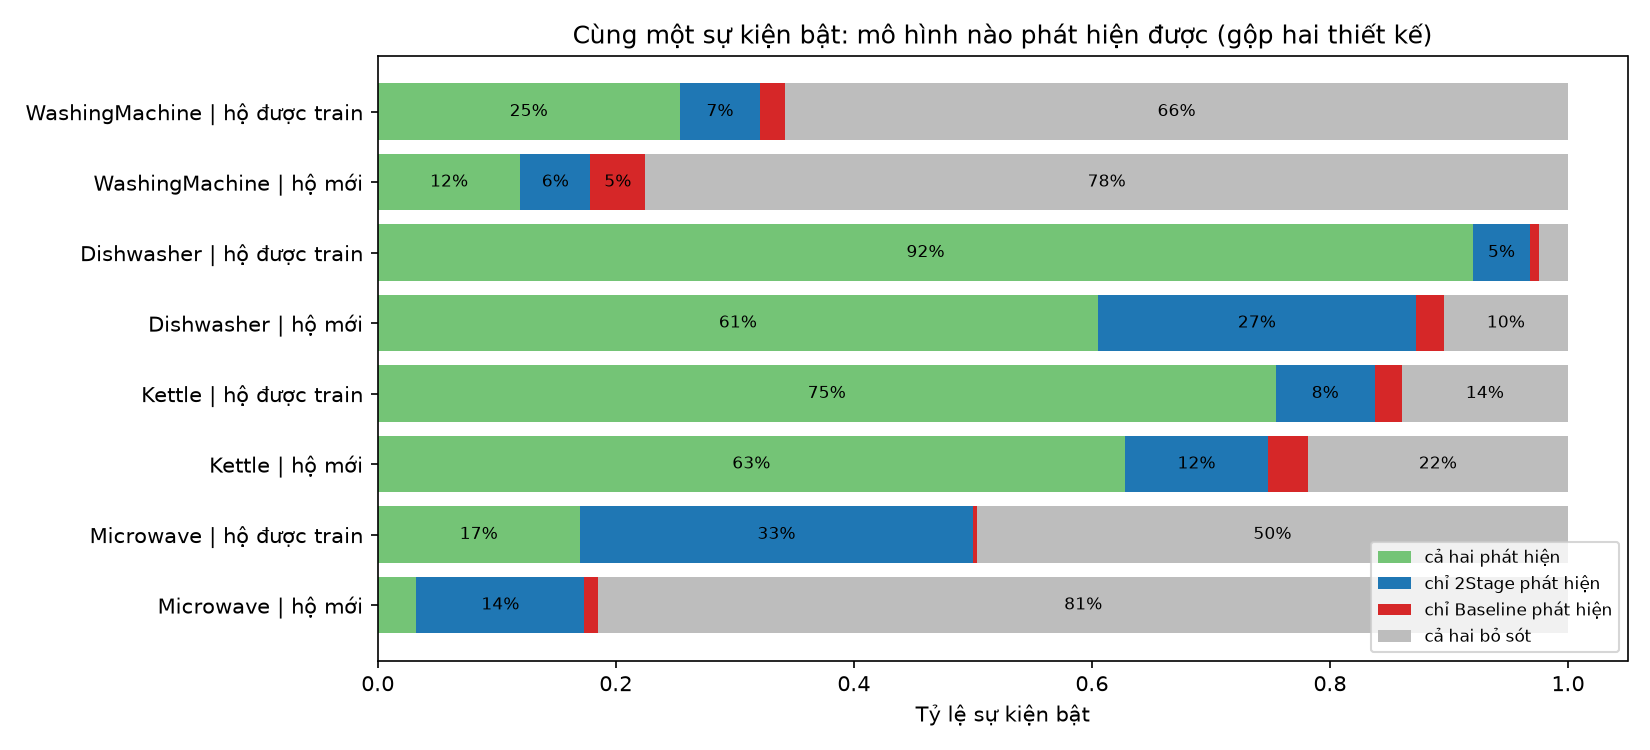 Cùng một sự kiện bật: mô hình nào phát hiện được (gộp hai thiết kế)
WashingMachine | hộ được train
25%
7%
66%
WashingMachine | hộ mới
12%
6%
5%
78%
Dishwasher | hộ được train
92%
5%
Dishwasher | hộ mới
61%
27%
10%
Kettle | hộ được train
75%
8%
14%
Kettle | hộ mới
63%
12%
22%
Microwave | hộ được train
17%
33%
50%
Microwave | hộ mới
14%
81%
cả hai phát hiện
chỉ 2Stage phát hiện
chỉ Baseline phát hiện
cả hai bỏ sót
0.0
0.2
0.4
0.6
0.8
1.0
Tỷ lệ sự kiện bật